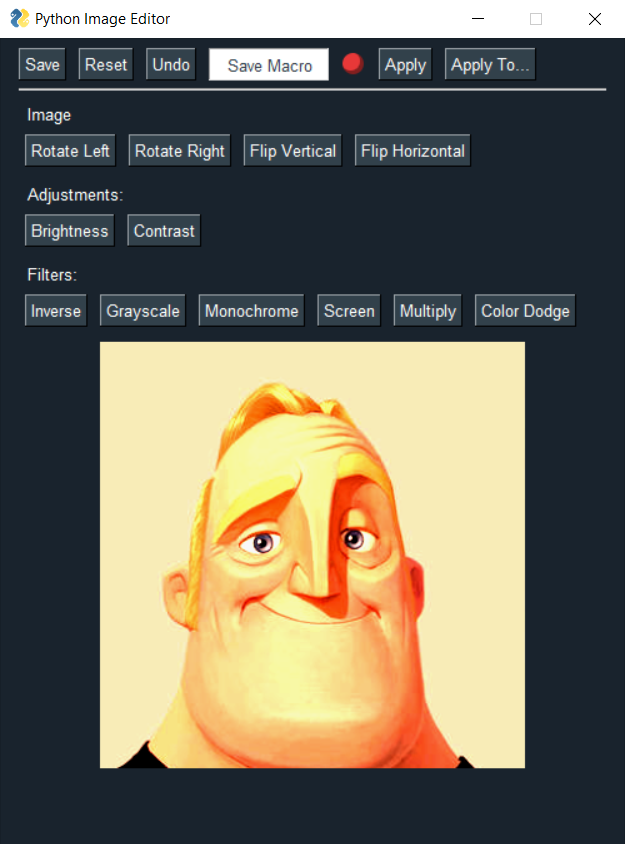 Python Image Editor
Save Reset Undo Save Macro Apply Apply To...
Image
Rotate Left Rotate Right Flip Vertical Flip Horizontal
Adjustments:
Brightness Contrast
Filters:
Inverse Grayscale Monochrome Screen Multiply Color Dodge